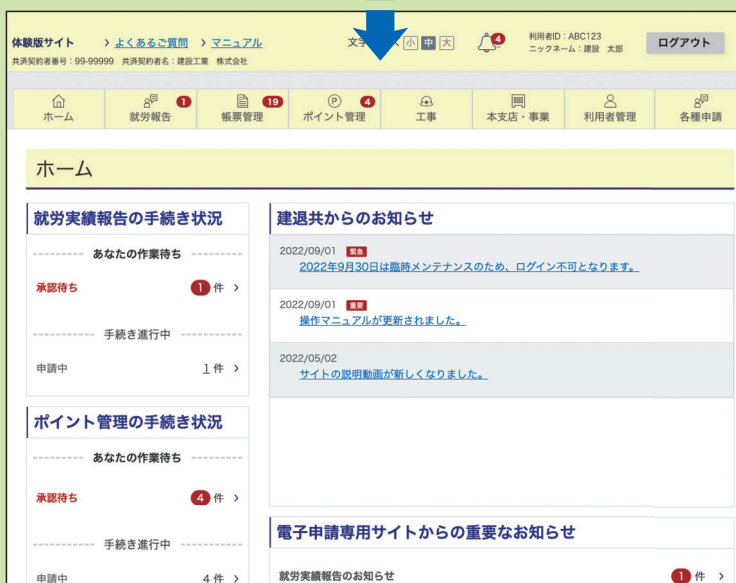 体験版サイト > よくあるご質問 > マニュアル
文字 小 中 大
4
利用者ID：ABC123
ニックネーム：建設 太郎
ログアウト
共済契約者番号：99-99999 共済契約者名：建設工業 株式会社
ホーム
就労報告 1
帳票管理 19
P ポイント管理 4
工事
本支店・事業
利用者管理
各種申請
ホーム
就労実績報告の手続き状況
あなたの作業待ち
承認待ち 1 件 >
手続き進行中
申請中 1 件 >
ポイント管理の手続き状況
あなたの作業待ち
承認待ち 4 件 >
手続き進行中
申請中 4 件 >
建退共からのお知らせ
2022/09/01 緊急
2022年9月30日は臨時メンテナンスのため、ログイン不可となります。
2022/09/01 重要
操作マニュアルが更新されました。
2022/05/02
サイトの説明動画が新しくなりました。
電子申請専用サイトからの重要なお知らせ
就労実績報告のお知らせ 1 件 >